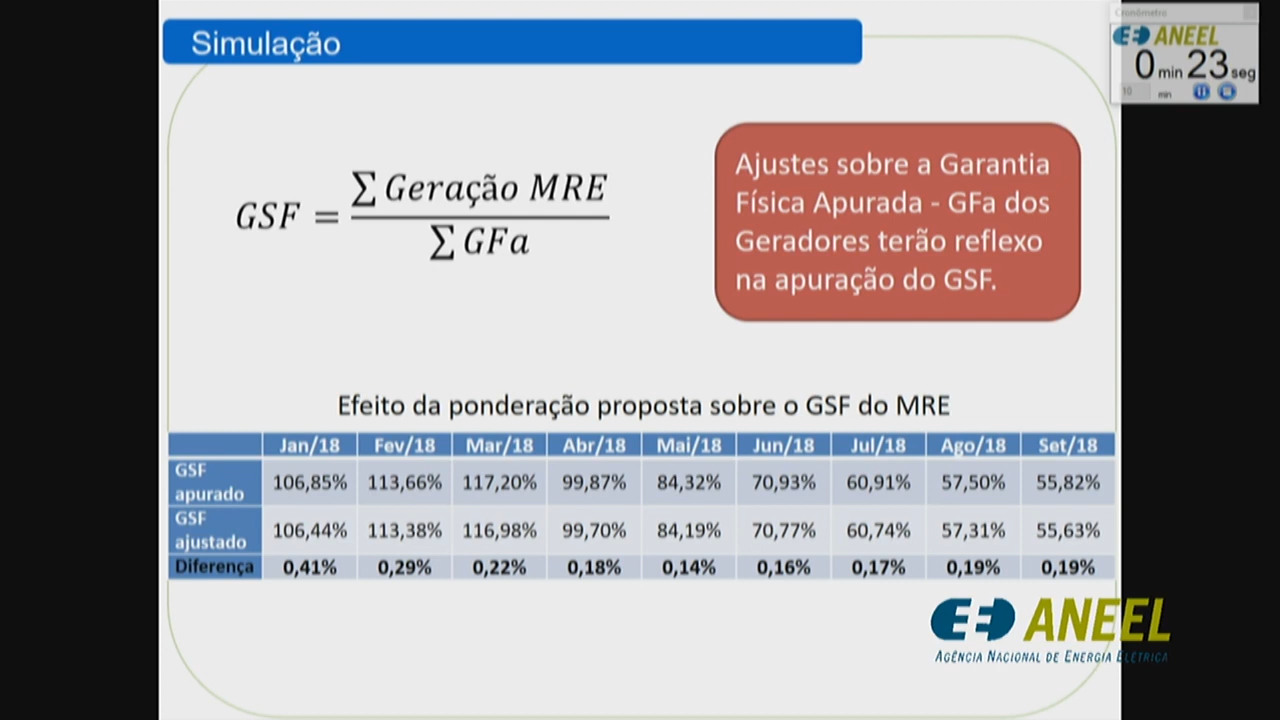 Simulação
Cronômetro
ANEEL
0 min 23 seg
10 min
GSF = ∑ Geração MRE / ∑ GFa
Ajustes sobre a Garantia
Física Apurada - GFa dos
Geradores terão reflexo
na apuração do GSF.
Efeito da ponderação proposta sobre o GSF do MRE
Jan/18 Fev/18 Mar/18 Abr/18 Mai/18 Jun/18 Jul/18 Ago/18 Set/18
GSF
apurado 106,85% 113,66% 117,20% 99,87% 84,32% 70,93% 60,91% 57,50% 55,82%
GSF
ajustado 106,44% 113,38% 116,98% 99,70% 84,19% 70,77% 60,74% 57,31% 55,63%
Diferença 0,41% 0,29% 0,22% 0,18% 0,14% 0,16% 0,17% 0,19% 0,19%
ANEEL
AGÊNCIA NACIONAL DE ENERGIA ELÉTRICA